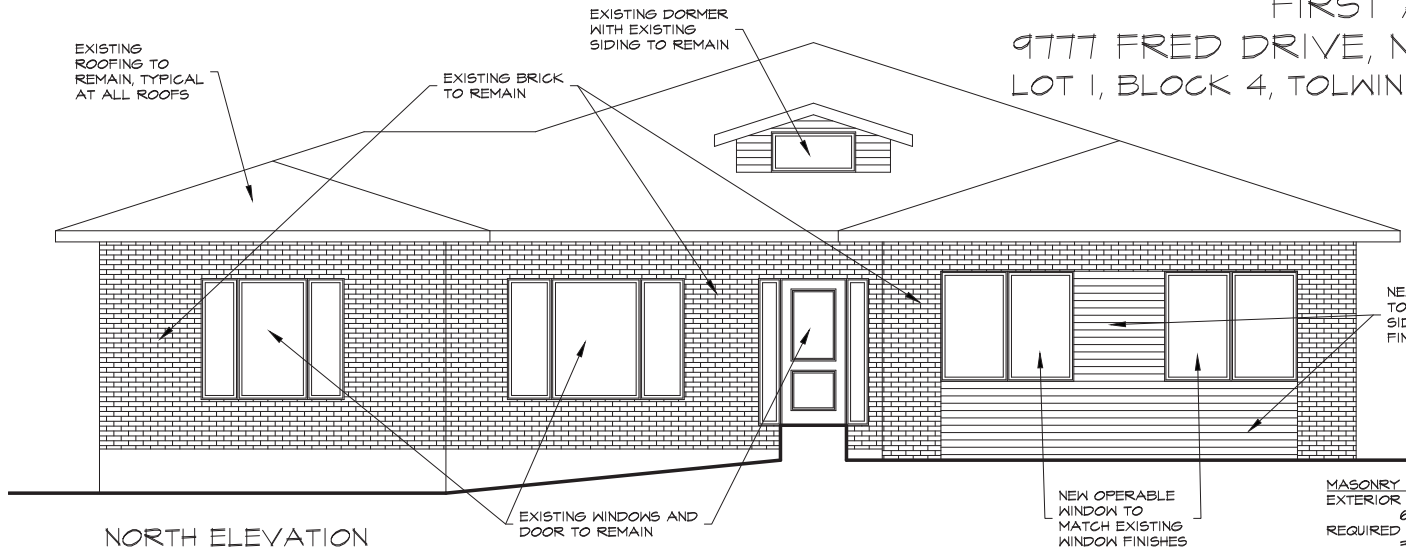 FIRST
9777 FRED DRIVE,
LOT 1, BLOCK 4,
EXISTING DORMER
WITH EXISTING
SIDING TO REMAIN
EXISTING
ROOFING TO
REMAIN, TYPICAL
AT ALL ROOFS
EXISTING BRICK
TO REMAIN
NEW OPERABLE
WINDOW TO
MATCH EXISTING
WINDOW FINISHES
EXISTING WINDOWS AND
DOOR TO REMAIN
NORTH ELEVATION
MASONRY
EXTERIOR
REQUIRED
=